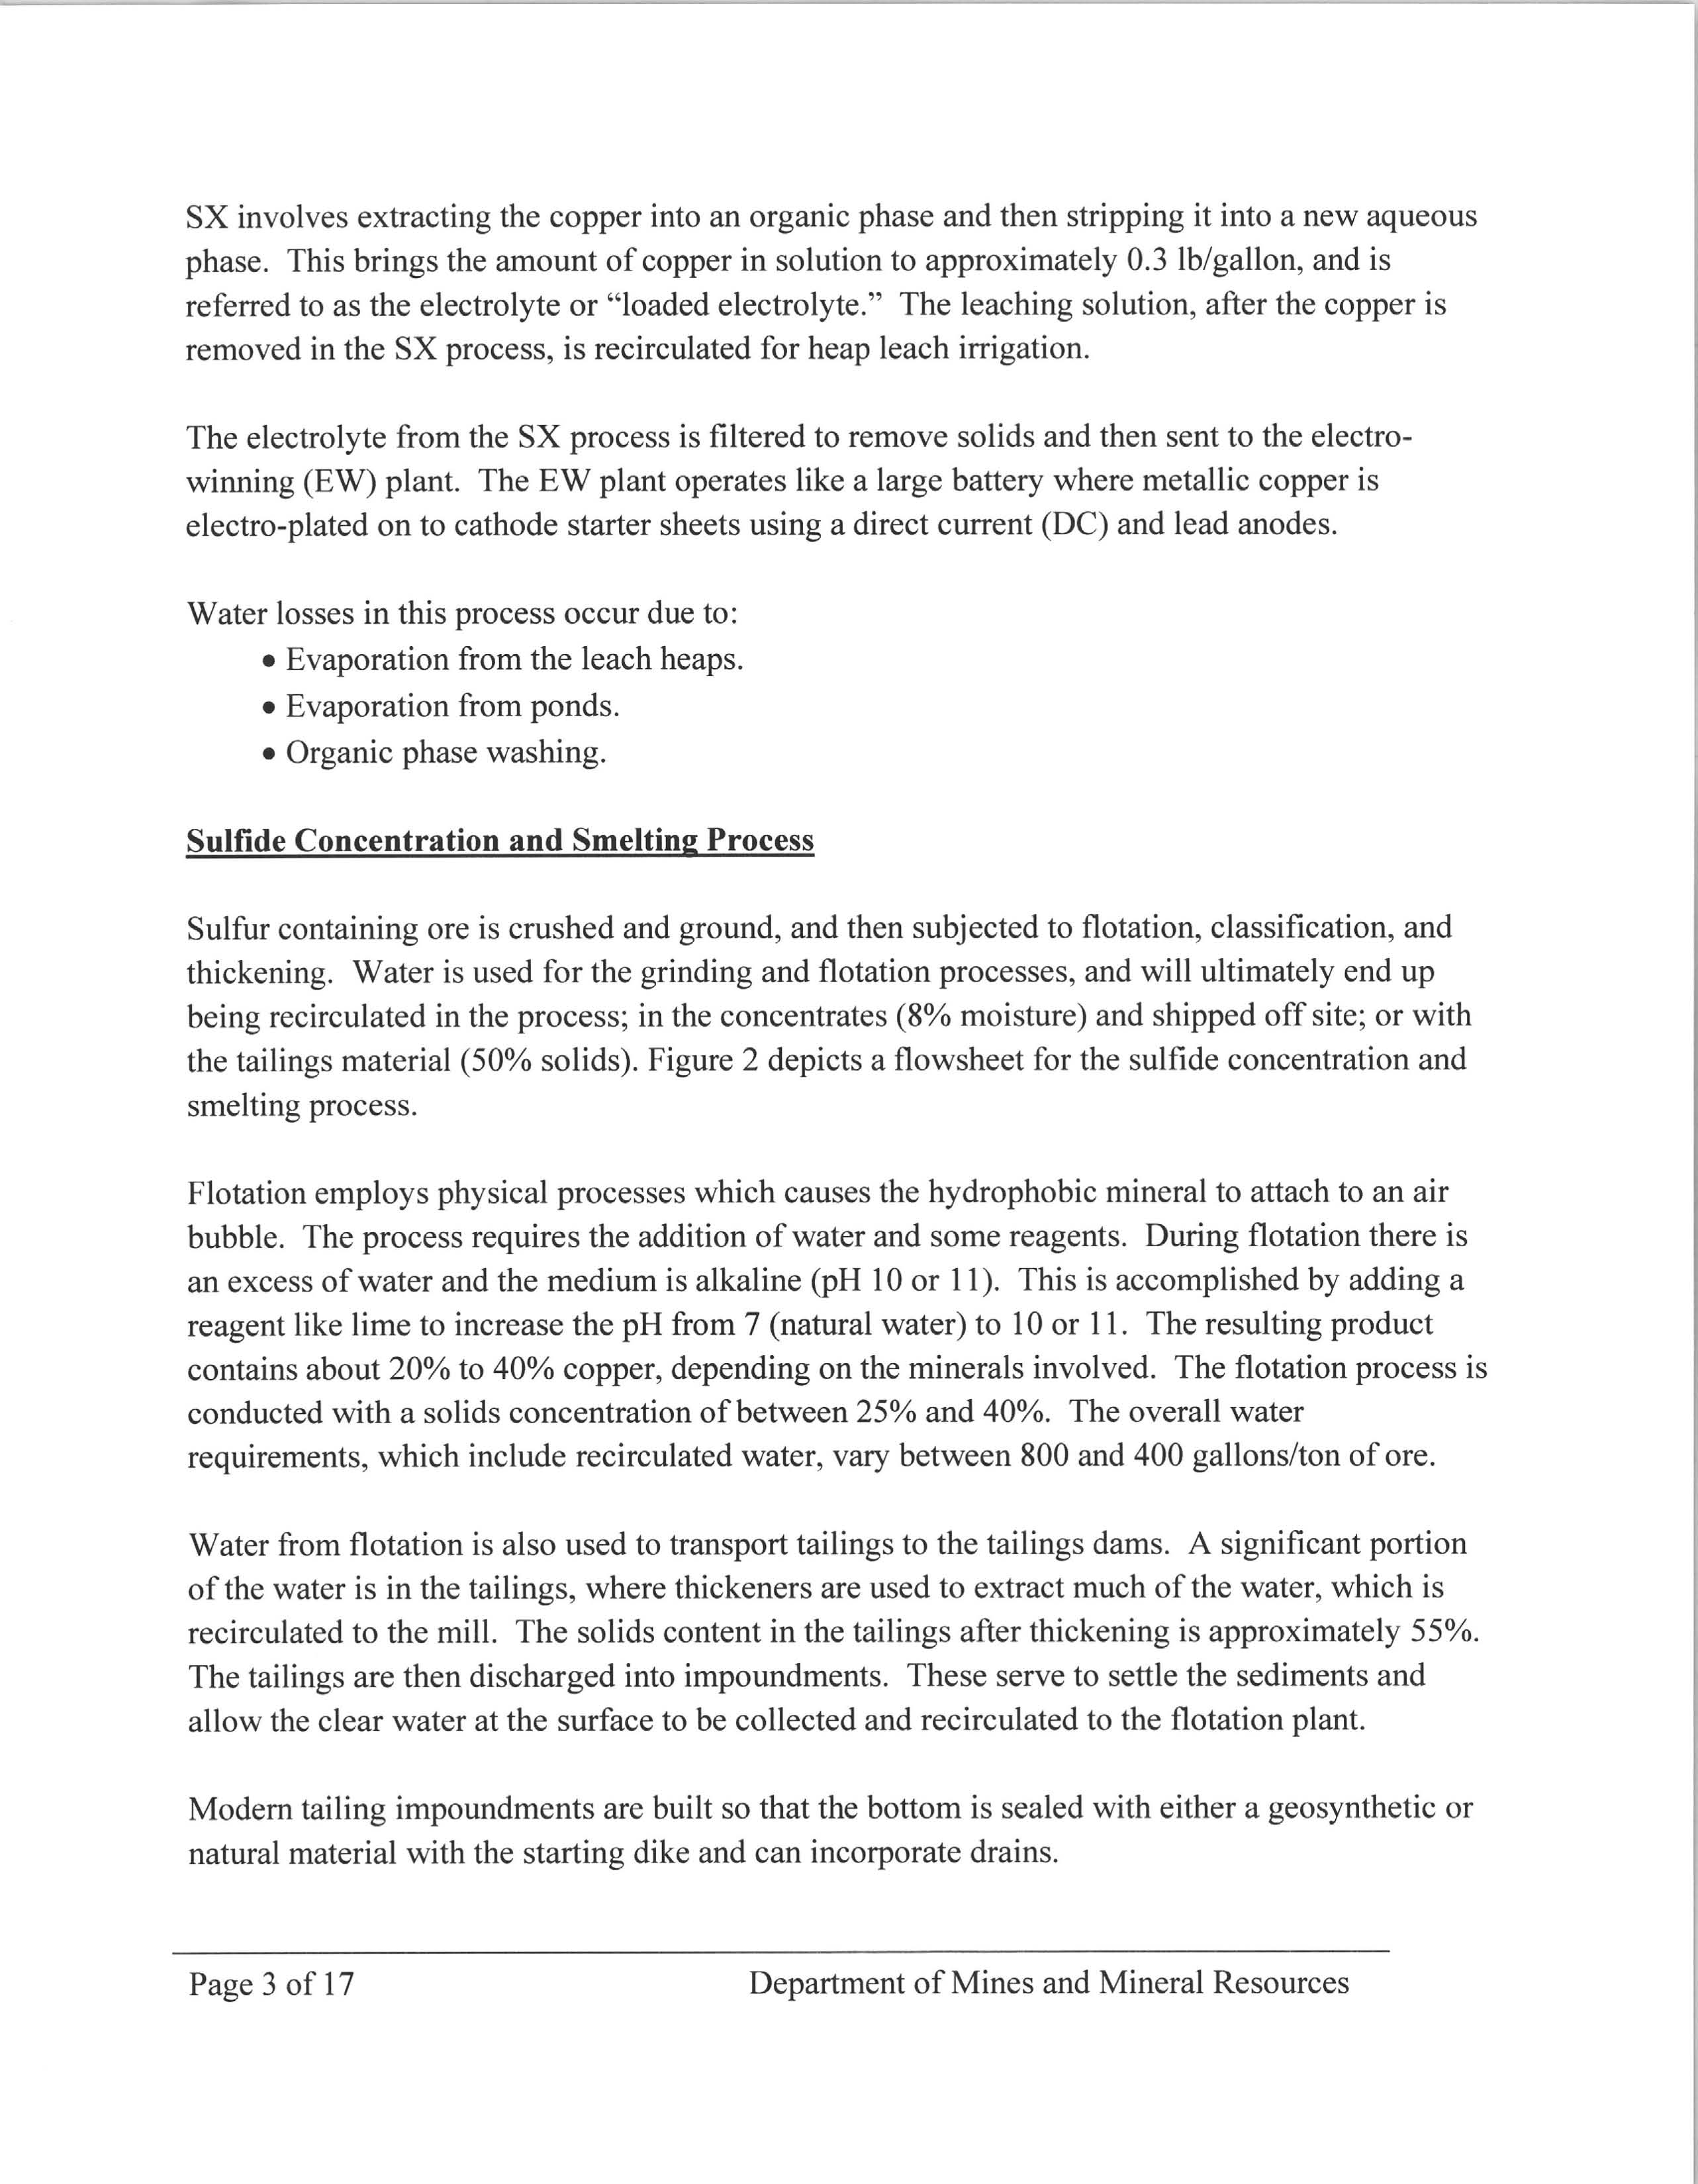 SX involves extracting the copper into an organic phase and then stripping it into a new aqueous
phase.  This brings the amount of copper in solution to approximately 0.3 lb/gallon, and is
referred to as the electrolyte or “loaded electrolyte.”  The leaching solution, after the copper is
removed in the SX process, is recirculated for heap leach irrigation.

The electrolyte from the SX process is filtered to remove solids and then sent to the electro-
winning (EW) plant.  The EW plant operates like a large battery where metallic copper is
electro-plated on to cathode starter sheets using a direct current (DC) and lead anodes.

Water losses in this process occur due to:
• Evaporation from the leach heaps.
• Evaporation from ponds.
• Organic phase washing.

Sulfide Concentration and Smelting Process

Sulfur containing ore is crushed and ground, and then subjected to flotation, classification, and
thickening.  Water is used for the grinding and flotation processes, and will ultimately end up
being recirculated in the process; in the concentrates (8% moisture) and shipped off site; or with
the tailings material (50% solids). Figure 2 depicts a flowsheet for the sulfide concentration and
smelting process.

Flotation employs physical processes which causes the hydrophobic mineral to attach to an air
bubble.  The process requires the addition of water and some reagents.  During flotation there is
an excess of water and the medium is alkaline (pH 10 or 11).  This is accomplished by adding a
reagent like lime to increase the pH from 7 (natural water) to 10 or 11.  The resulting product
contains about 20% to 40% copper, depending on the minerals involved.  The flotation process is
conducted with a solids concentration of between 25% and 40%.  The overall water
requirements, which include recirculated water, vary between 800 and 400 gallons/ton of ore.

Water from flotation is also used to transport tailings to the tailings dams.  A significant portion
of the water is in the tailings, where thickeners are used to extract much of the water, which is
recirculated to the mill.  The solids content in the tailings after thickening is approximately 55%.
The tailings are then discharged into impoundments.  These serve to settle the sediments and
allow the clear water at the surface to be collected and recirculated to the flotation plant.

Modern tailing impoundments are built so that the bottom is sealed with either a geosynthetic or
natural material with the starting dike and can incorporate drains.

Page 3 of 17 Department of Mines and Mineral Resources